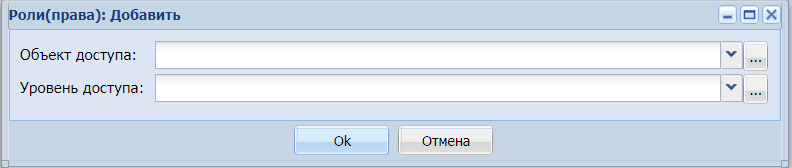 Роли(права): Добавить
Объект доступа:
...
Уровень доступа:
...
Ok Отмена